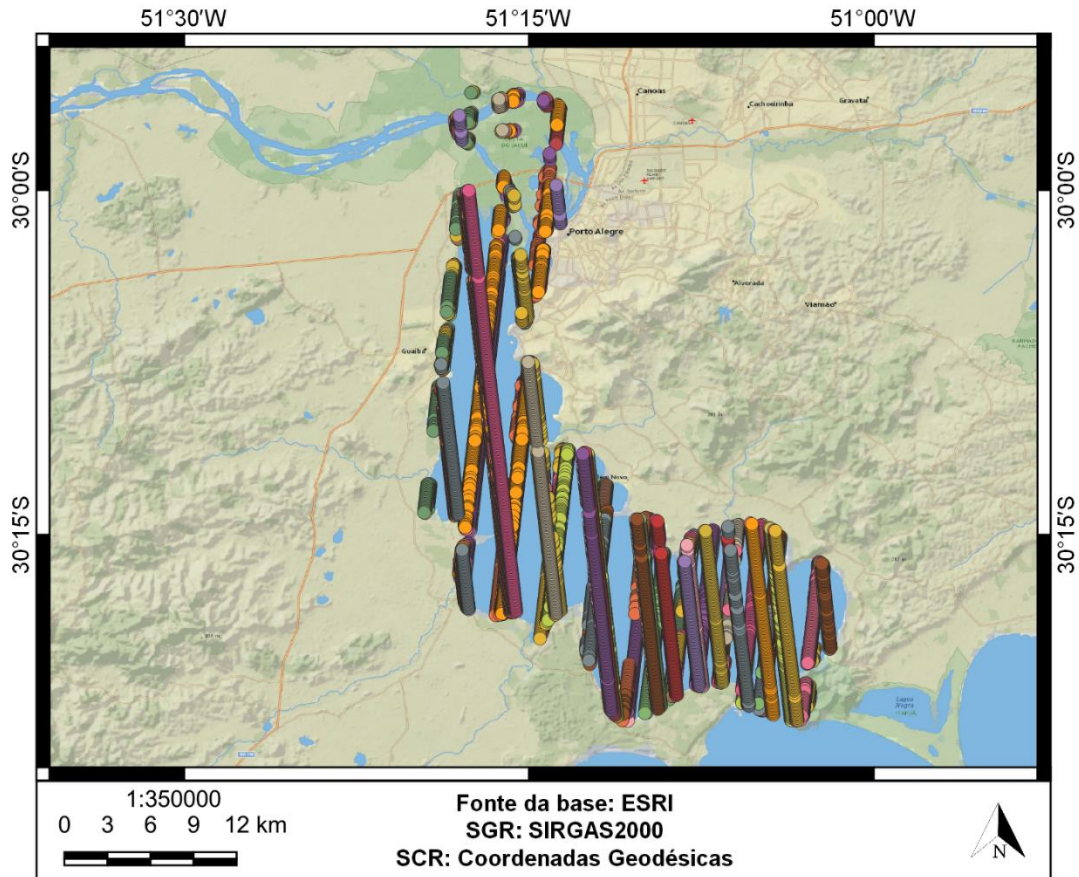 51°30'W 51°15'W 51°00'W
30°00'S 30°00'S
30°15'S 30°15'S
Canoas
Cachoeirinha
Gravataí
Porto Alegre
Alvorada
Viamão
Guaíba
1:350000
0 3 6 9 12 km
Fonte da base: ESRI
SGR: SIRGAS2000
SCR: Coordenadas Geodésicas
N